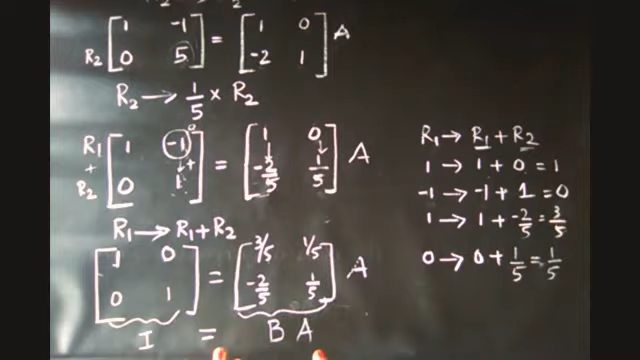 R₂ [1 -1; 0 5] = [1 0; -2 1] A
R₂ → 1/5 × R₂
R₁ + R₂ [1 -1; 0 1] = [1 0; -2/5 1/5] A
R₁ → R₁ + R₂
[1 0; 0 1] = [3/5 1/5; -2/5 1/5] A
I = B A
R₁ → R₁ + R₂
1 → 1 + 0 = 1
-1 → -1 + 1 = 0
1 → 1 + -2/5 = 3/5
0 → 0 + 1/5 = 1/5